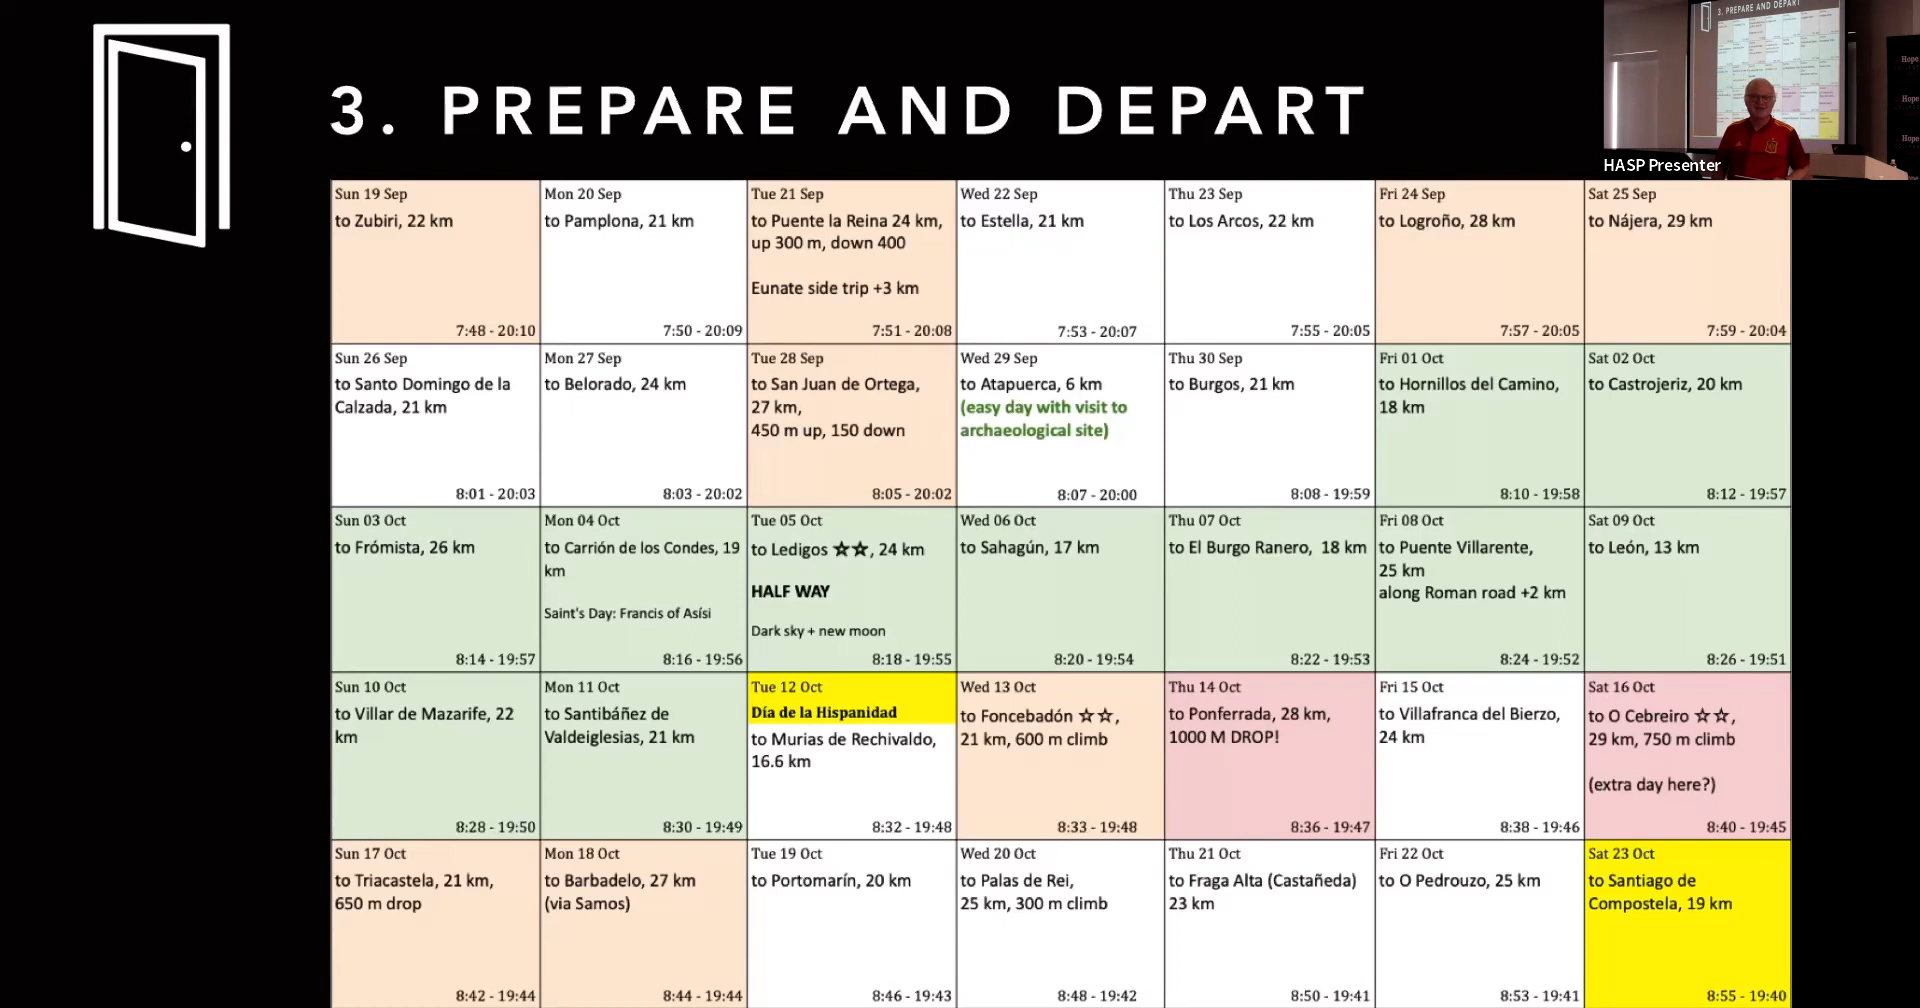 3. PREPARE AND DEPART
3. PREPARE AND DEPART
Hope
Hope
Hope
HASP Presenter
Sun 19 Sep
to Zubiri, 22 km
7:48 - 20:10
Mon 20 Sep
to Pamplona, 21 km
7:50 - 20:09
Tue 21 Sep
to Puente la Reina 24 km,
up 300 m, down 400
Eunate side trip +3 km
7:51 - 20:08
Wed 22 Sep
to Estella, 21 km
7:53 - 20:07
Thu 23 Sep
to Los Arcos, 22 km
7:55 - 20:05
Fri 24 Sep
to Logroño, 28 km
7:57 - 20:05
Sat 25 Sep
to Nájera, 29 km
7:59 - 20:04
Sun 26 Sep
to Santo Domingo de la
Calzada, 21 km
8:01 - 20:03
Mon 27 Sep
to Belorado, 24 km
8:03 - 20:02
Tue 28 Sep
to San Juan de Ortega,
27 km,
450 m up, 150 down
8:05 - 20:02
Wed 29 Sep
to Atapuerca, 6 km
(easy day with visit to
archaeological site)
8:07 - 20:00
Thu 30 Sep
to Burgos, 21 km
8:08 - 19:59
Fri 01 Oct
to Hornillos del Camino,
18 km
8:10 - 19:58
Sat 02 Oct
to Castrojeriz, 20 km
8:12 - 19:57
Sun 03 Oct
to Frómista, 26 km
8:14 - 19:57
Mon 04 Oct
to Carrión de los Condes, 19
km
Saint's Day: Francis of Asísi
8:16 - 19:56
Tue 05 Oct
to Ledigos ☆☆, 24 km
HALF WAY
Dark sky + new moon
8:18 - 19:55
Wed 06 Oct
to Sahagún, 17 km
8:20 - 19:54
Thu 07 Oct
to El Burgo Ranero, 18 km
8:22 - 19:53
Fri 08 Oct
to Puente Villarente,
25 km
along Roman road +2 km
8:24 - 19:52
Sat 09 Oct
to León, 13 km
8:26 - 19:51
Sun 10 Oct
to Villar de Mazarife, 22
km
8:28 - 19:50
Mon 11 Oct
to Santibáñez de
Valdeiglesias, 21 km
8:30 - 19:49
Tue 12 Oct
Día de la Hispanidad
to Murias de Rechivaldo,
16.6 km
8:32 - 19:48
Wed 13 Oct
to Foncebadón ☆☆,
21 km, 600 m climb
8:33 - 19:48
Thu 14 Oct
to Ponferrada, 28 km,
1000 M DROP!
8:36 - 19:47
Fri 15 Oct
to Villafranca del Bierzo,
24 km
8:38 - 19:46
Sat 16 Oct
to O Cebreiro ☆☆,
29 km, 750 m climb
(extra day here?)
8:40 - 19:45
Sun 17 Oct
to Triacastela, 21 km,
650 m drop
8:42 - 19:44
Mon 18 Oct
to Barbadelo, 27 km
(via Samos)
8:44 - 19:44
Tue 19 Oct
to Portomarín, 20 km
8:46 - 19:43
Wed 20 Oct
to Palas de Rei,
25 km, 300 m climb
8:48 - 19:42
Thu 21 Oct
to Fraga Alta (Castañeda)
23 km
8:50 - 19:41
Fri 22 Oct
to O Pedrouzo, 25 km
8:53 - 19:41
Sat 23 Oct
to Santiago de
Compostela, 19 km
8:55 - 19:40